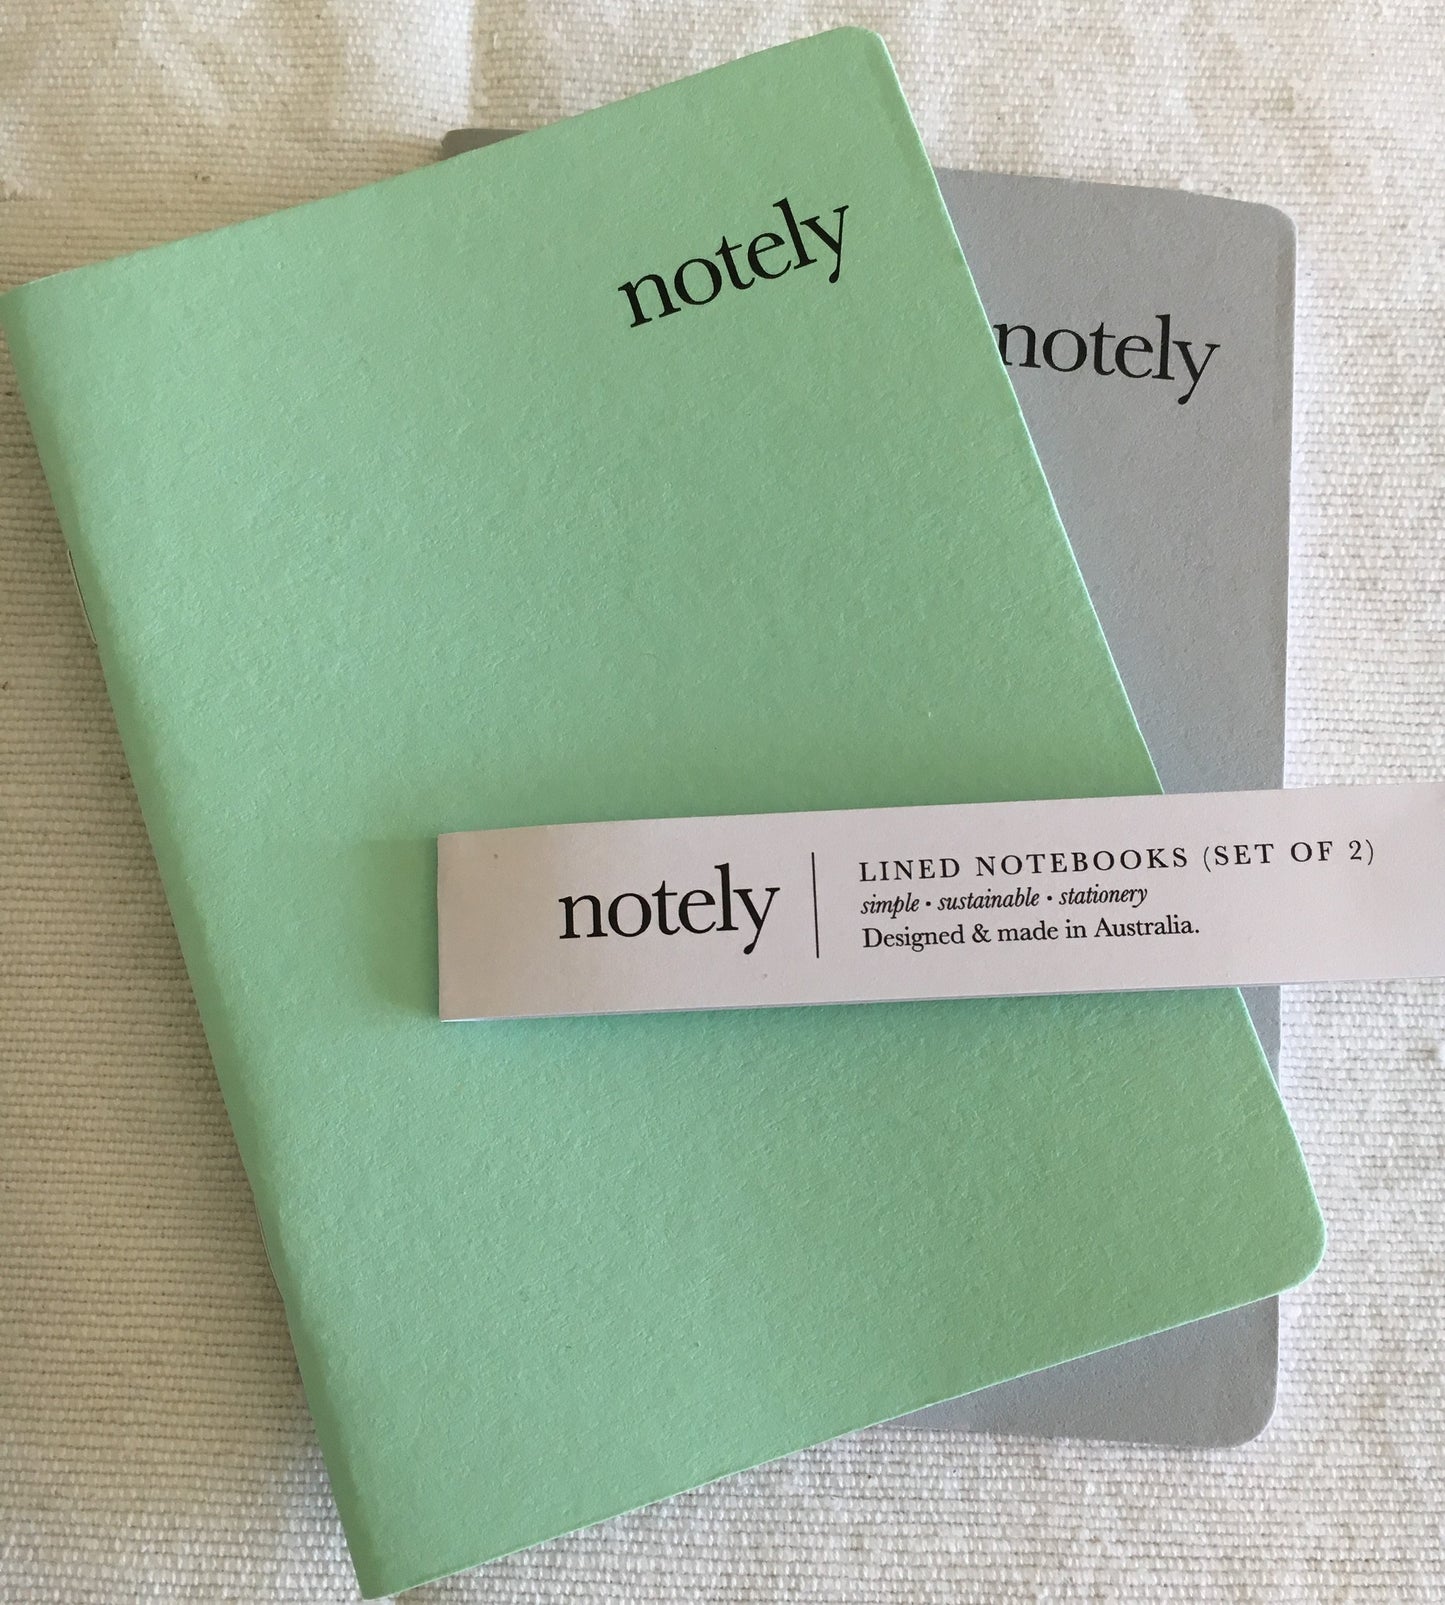 notely
notely
notely
LINED NOTEBOOKS (SET OF 2)
simple • sustainable • stationery
Designed & made in Australia.